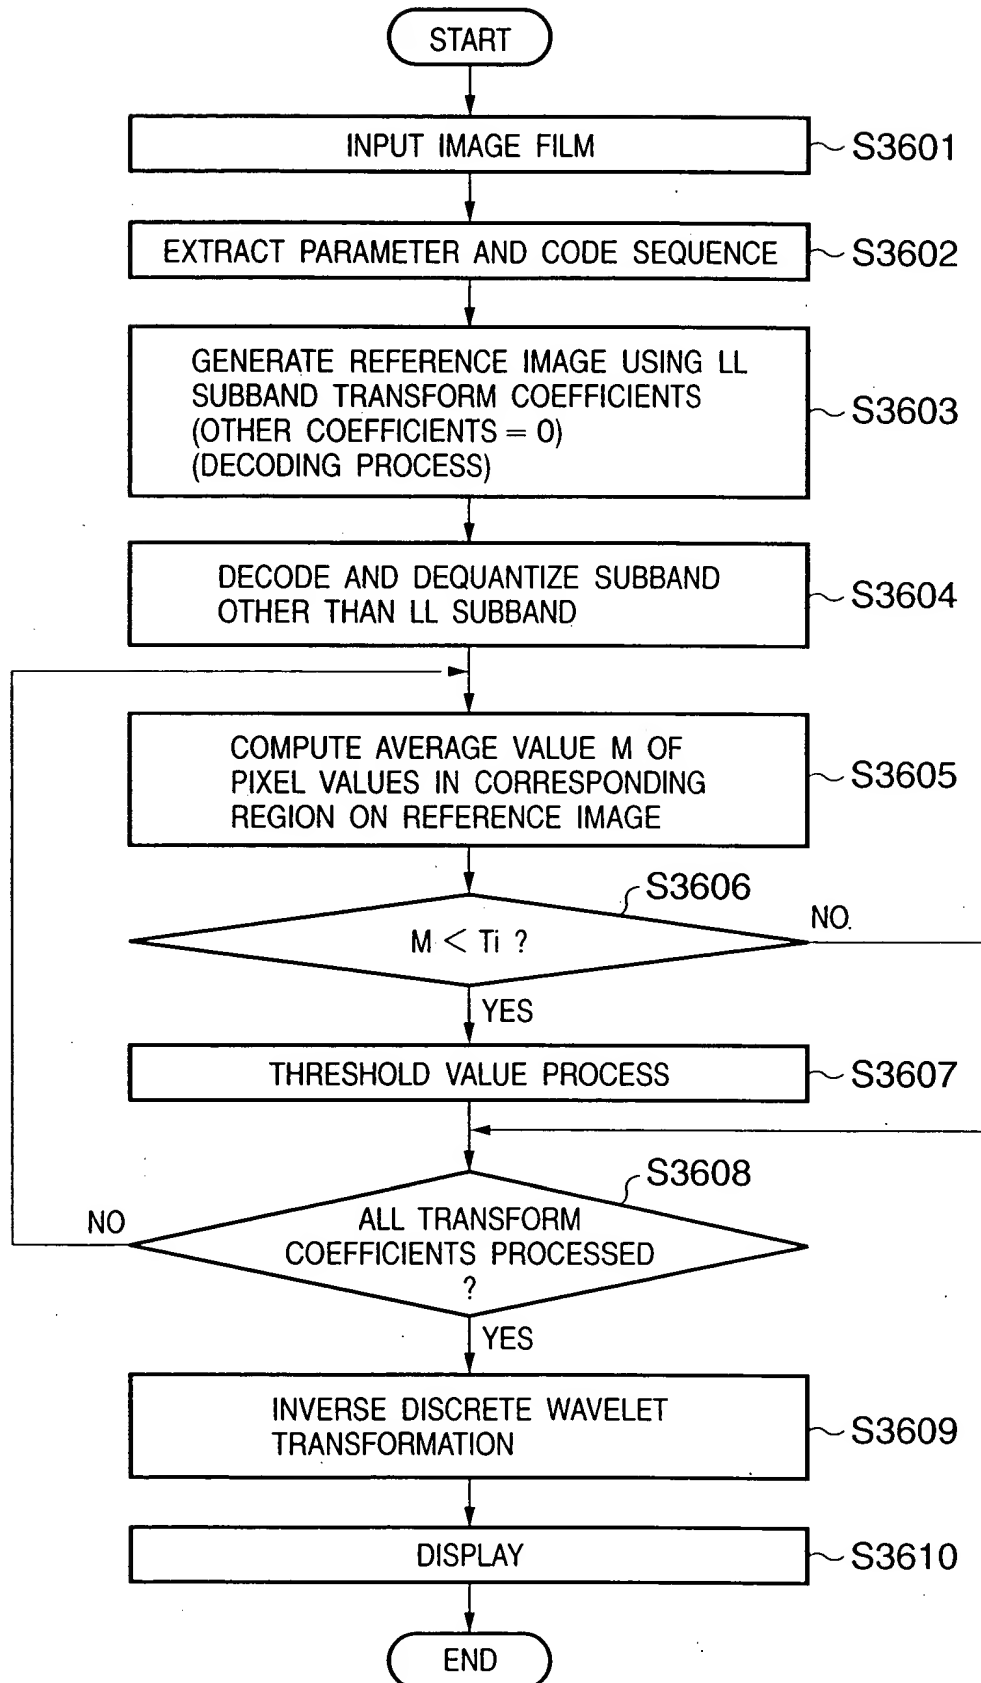 START
INPUT IMAGE FILM
S3601
EXTRACT PARAMETER AND CODE SEQUENCE
S3602
GENERATE REFERENCE IMAGE USING LL
SUBBAND TRANSFORM COEFFICIENTS
(OTHER COEFFICIENTS = 0)
(DECODING PROCESS)
S3603
DECODE AND DEQUANTIZE SUBBAND
OTHER THAN LL SUBBAND
S3604
COMPUTE AVERAGE VALUE M OF
PIXEL VALUES IN CORRESPONDING
REGION ON REFERENCE IMAGE
S3605
S3606
M < Ti ?
NO
YES
THRESHOLD VALUE PROCESS
S3607
S3608
ALL TRANSFORM
COEFFICIENTS PROCESSED
?
NO
YES
INVERSE DISCRETE WAVELET
TRANSFORMATION
S3609
DISPLAY
S3610
END